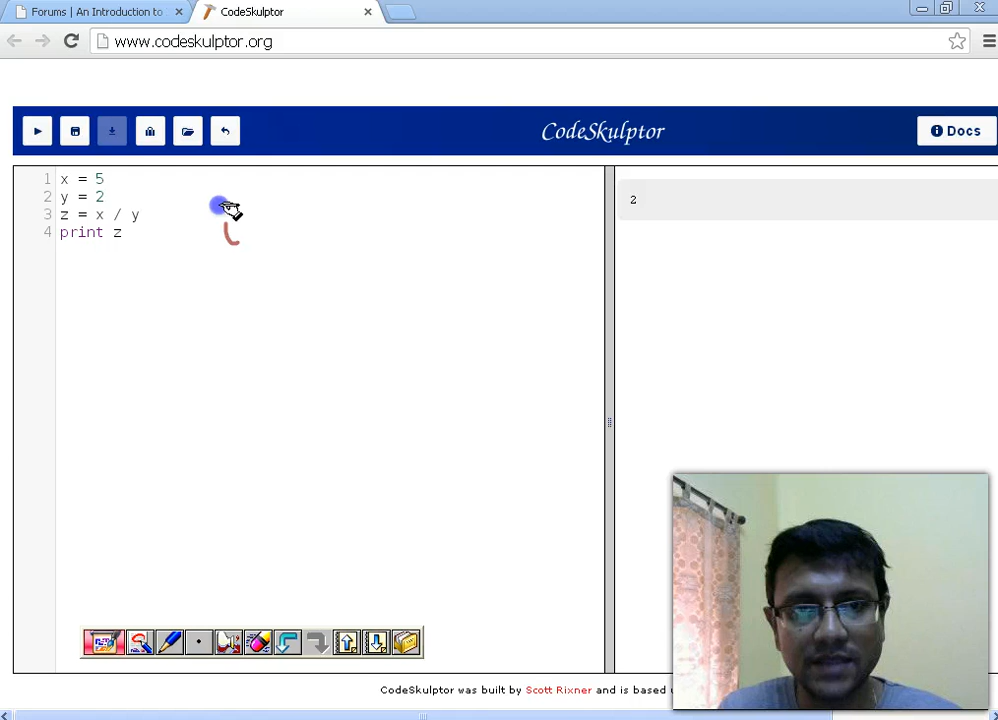 Forums | An Introduction to
CodeSkulptor
www.codeskulptor.org
CodeSkulptor
Docs
1 x = 5
2 y = 2
3 z = x / y
4 print z
2
CodeSkulptor was built by Scott Rixner and is based